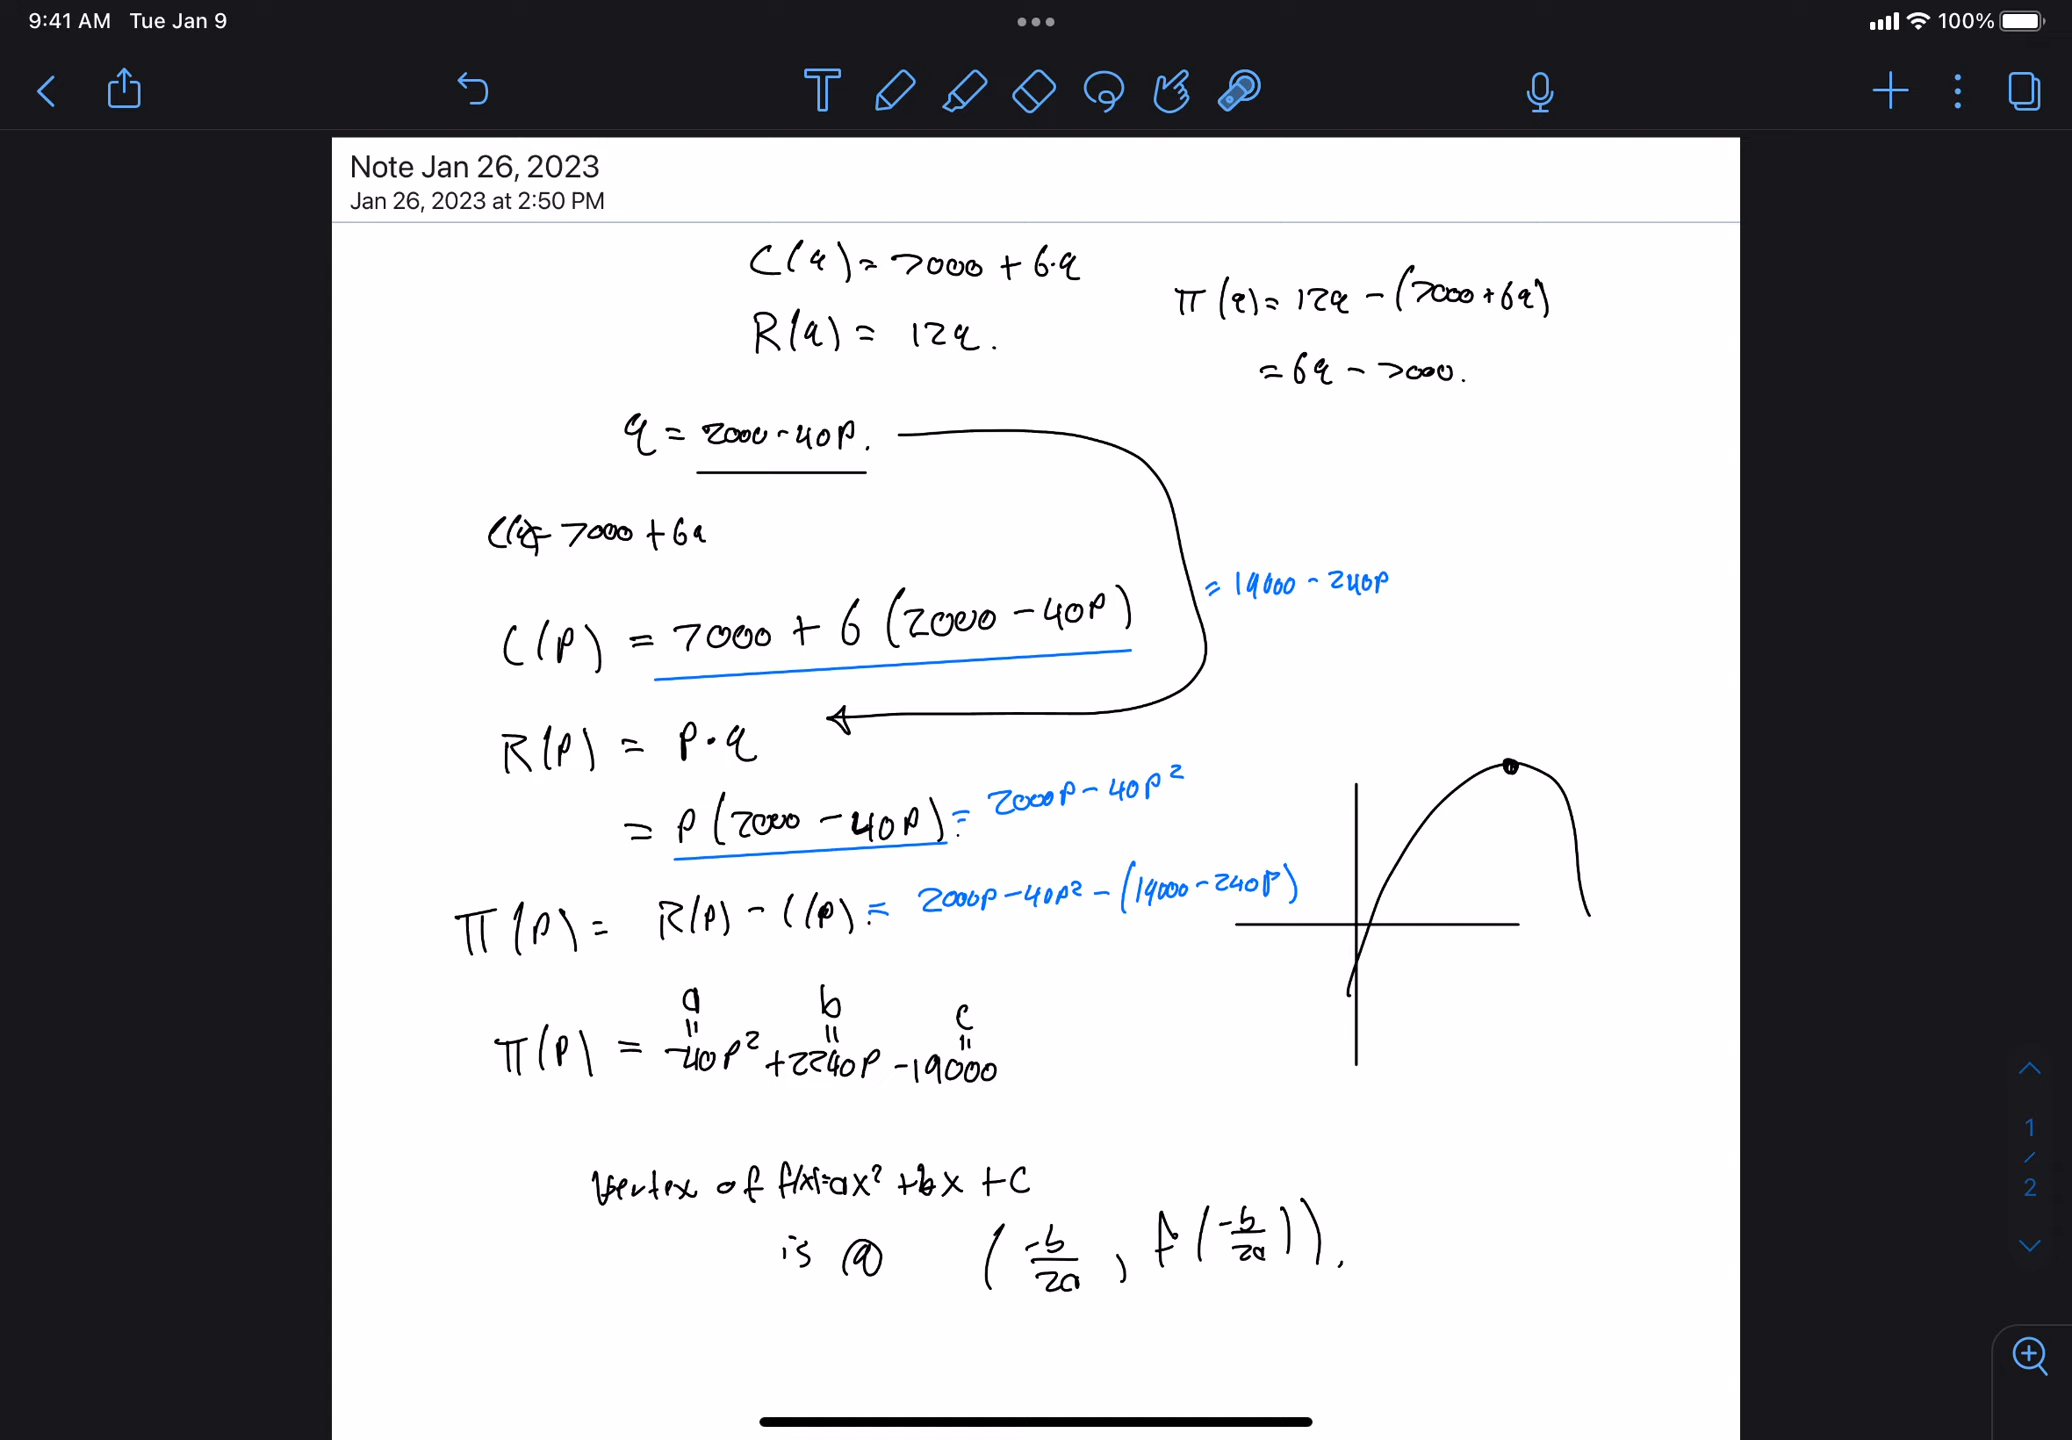 9:41 AM Tue Jan 9
100%
Note Jan 26, 2023
Jan 26, 2023 at 2:50 PM
C(q) = 7000 + 6·q
R(q) = 12q.
π(q) = 12q - (7000 + 6q)
= 6q - 7000.
q = 2000 - 40P.
C(q) = 7000 + 6q
C(P) = 7000 + 6 (2000 - 40P)
= 19000 - 240P
R(P) = P·q
= P (2000 - 40P) = 2000P - 40P²
π(P) = R(P) - C(P) = 2000P - 40P² - (19000 - 240P)
a b c
= = =
π(P) = -40P² + 2240P - 19000
Vertex of f(x)=ax² + bx + c
is @ (-b/2a, f(-b/2a)).
1
/
2